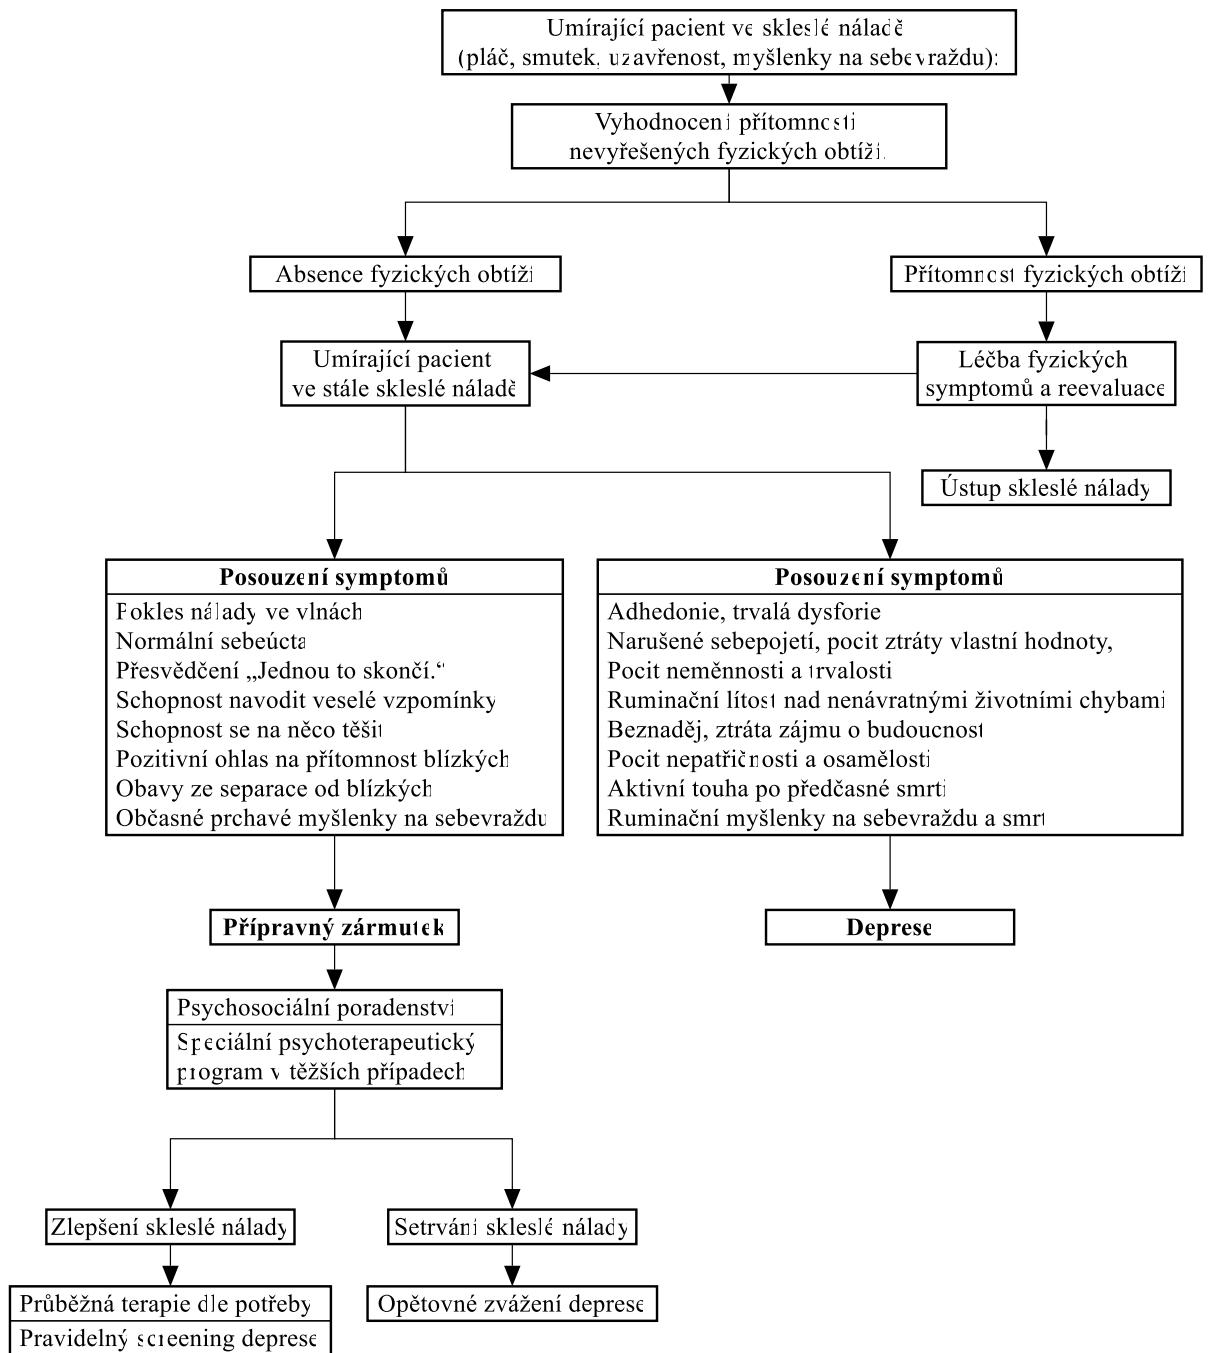 Umírající pacient ve skleslé náladě
(pláč, smutek, uzavřenost, myšlenky na sebevraždu):
Vyhodnocení přítomnosti
nevyřešených fyzických obtíží.
Absence fyzických obtíží
Přítomnost fyzických obtíží
Umírající pacient
ve stále skleslé náladě
Léčba fyzických
symptomů a reevaluace
Ústup skleslé nálady
Posouzení symptomů
Pokles nálady ve vlnách
Normální sebeúcta
Přesvědčení „Jednou to skončí.“
Schopnost navodit veselé vzpomínky
Schopnost se na něco těšit
Pozitivní ohlas na přítomnost blízkých
Obavy ze separace od blízkých
Občasné prchavé myšlenky na sebevraždu
Posouzení symptomů
Adhedonie, trvalá dysforie
Narušené sebepojetí, pocit ztráty vlastní hodnoty,
Pocit neměnnosti a trvalosti
Ruminační lítost nad nenávratnými životními chybami
Beznaděj, ztráta zájmu o budoucnost
Pocit nepatřičnosti a osamělosti
Aktivní touha po předčasné smrti
Ruminační myšlenky na sebevraždu a smrt
Přípravný zármutek
Deprese
Psychosociální poradenství
Speciální psychoterapeutický
program v těžších případech
Zlepšení skleslé nálady
Setrvání skleslé nálady
Průběžná terapie dle potřeby
Pravidelný screening deprese
Opětovné zvážení deprese